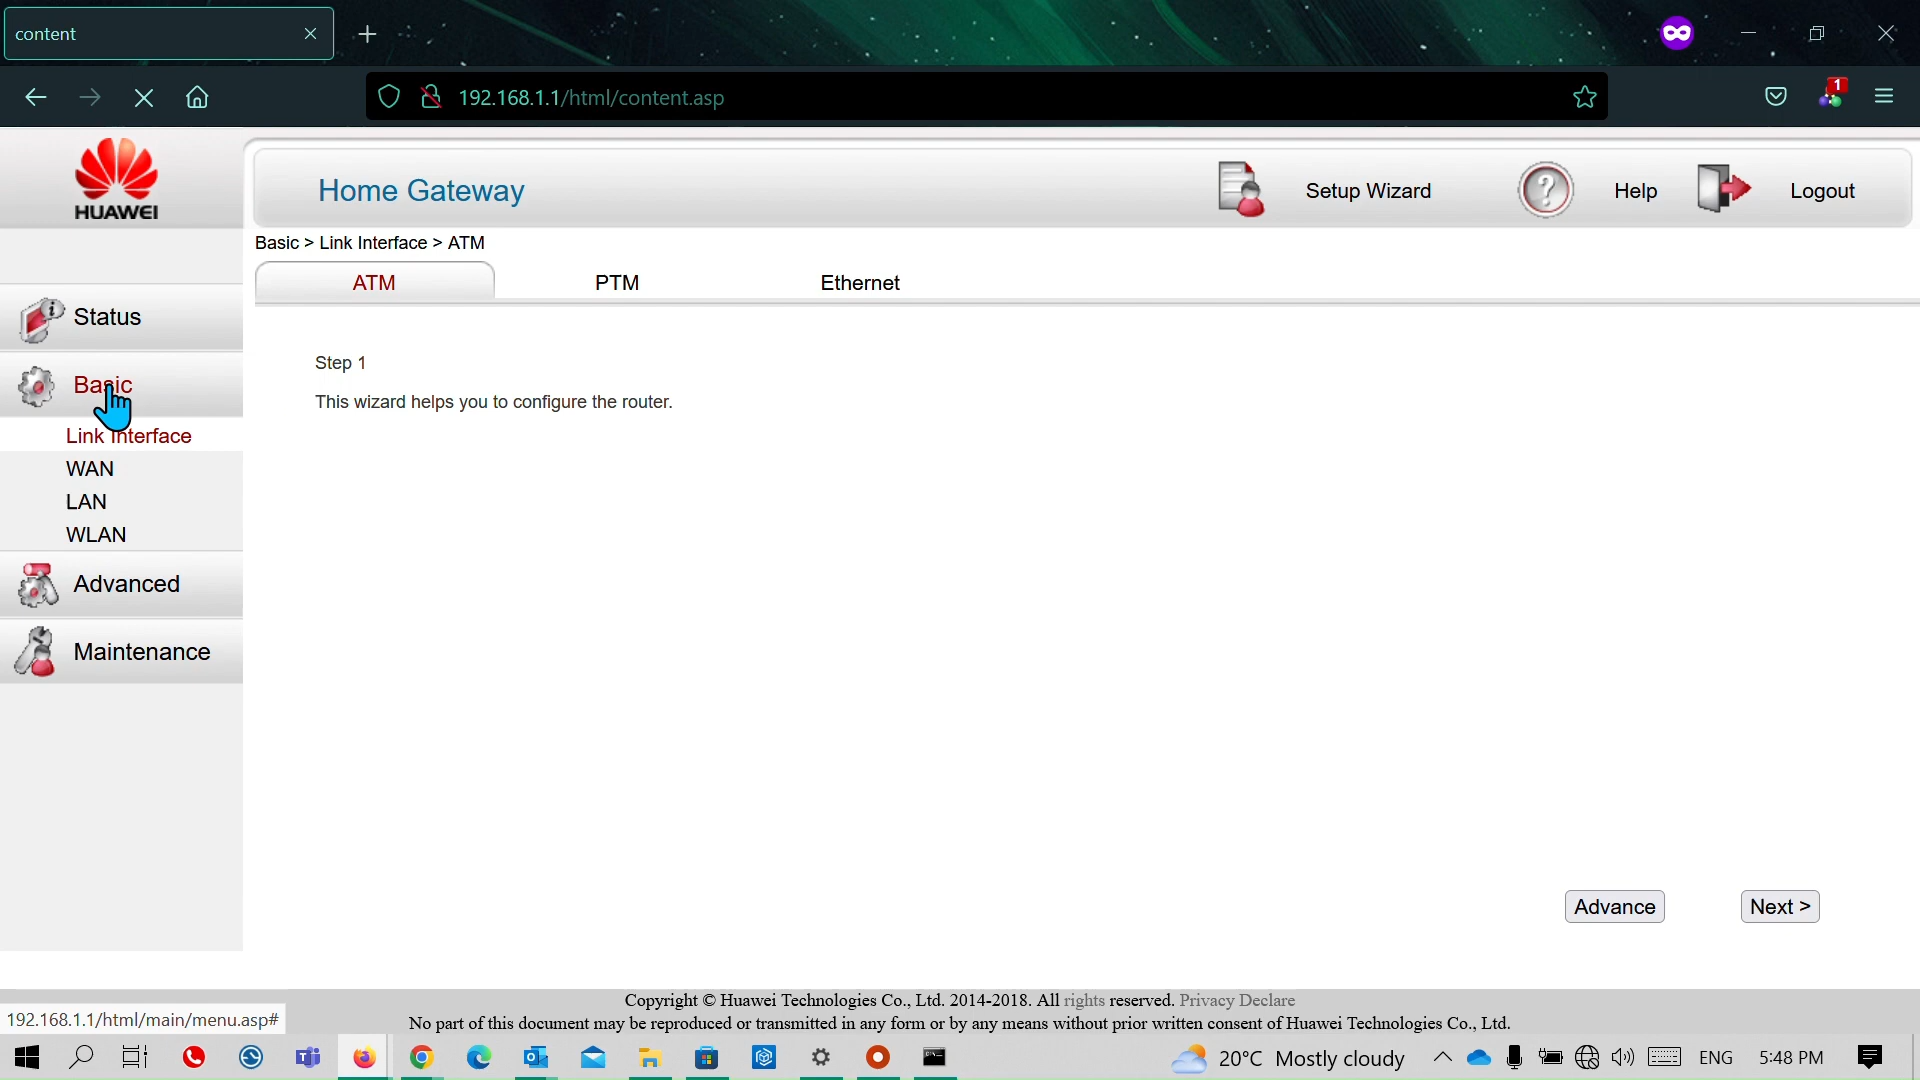 content
192.168.1.1/html/content.asp
1
HUAWEI
Home Gateway
Setup Wizard
Help
Logout
Basic > Link Interface > ATM
ATM
PTM
Ethernet
Status
Basic
Link Interface
WAN
LAN
WLAN
Advanced
Maintenance
Step 1
This wizard helps you to configure the router.
Advance
Next >
Copyright © Huawei Technologies Co., Ltd. 2014-2018. All rights reserved. Privacy Declare
192.168.1.1/html/main/menu.asp#
No part of this document may be reproduced or transmitted in any form or by any means without prior written consent of Huawei Technologies Co., Ltd.
20°C Mostly cloudy
ENG
5:48 PM